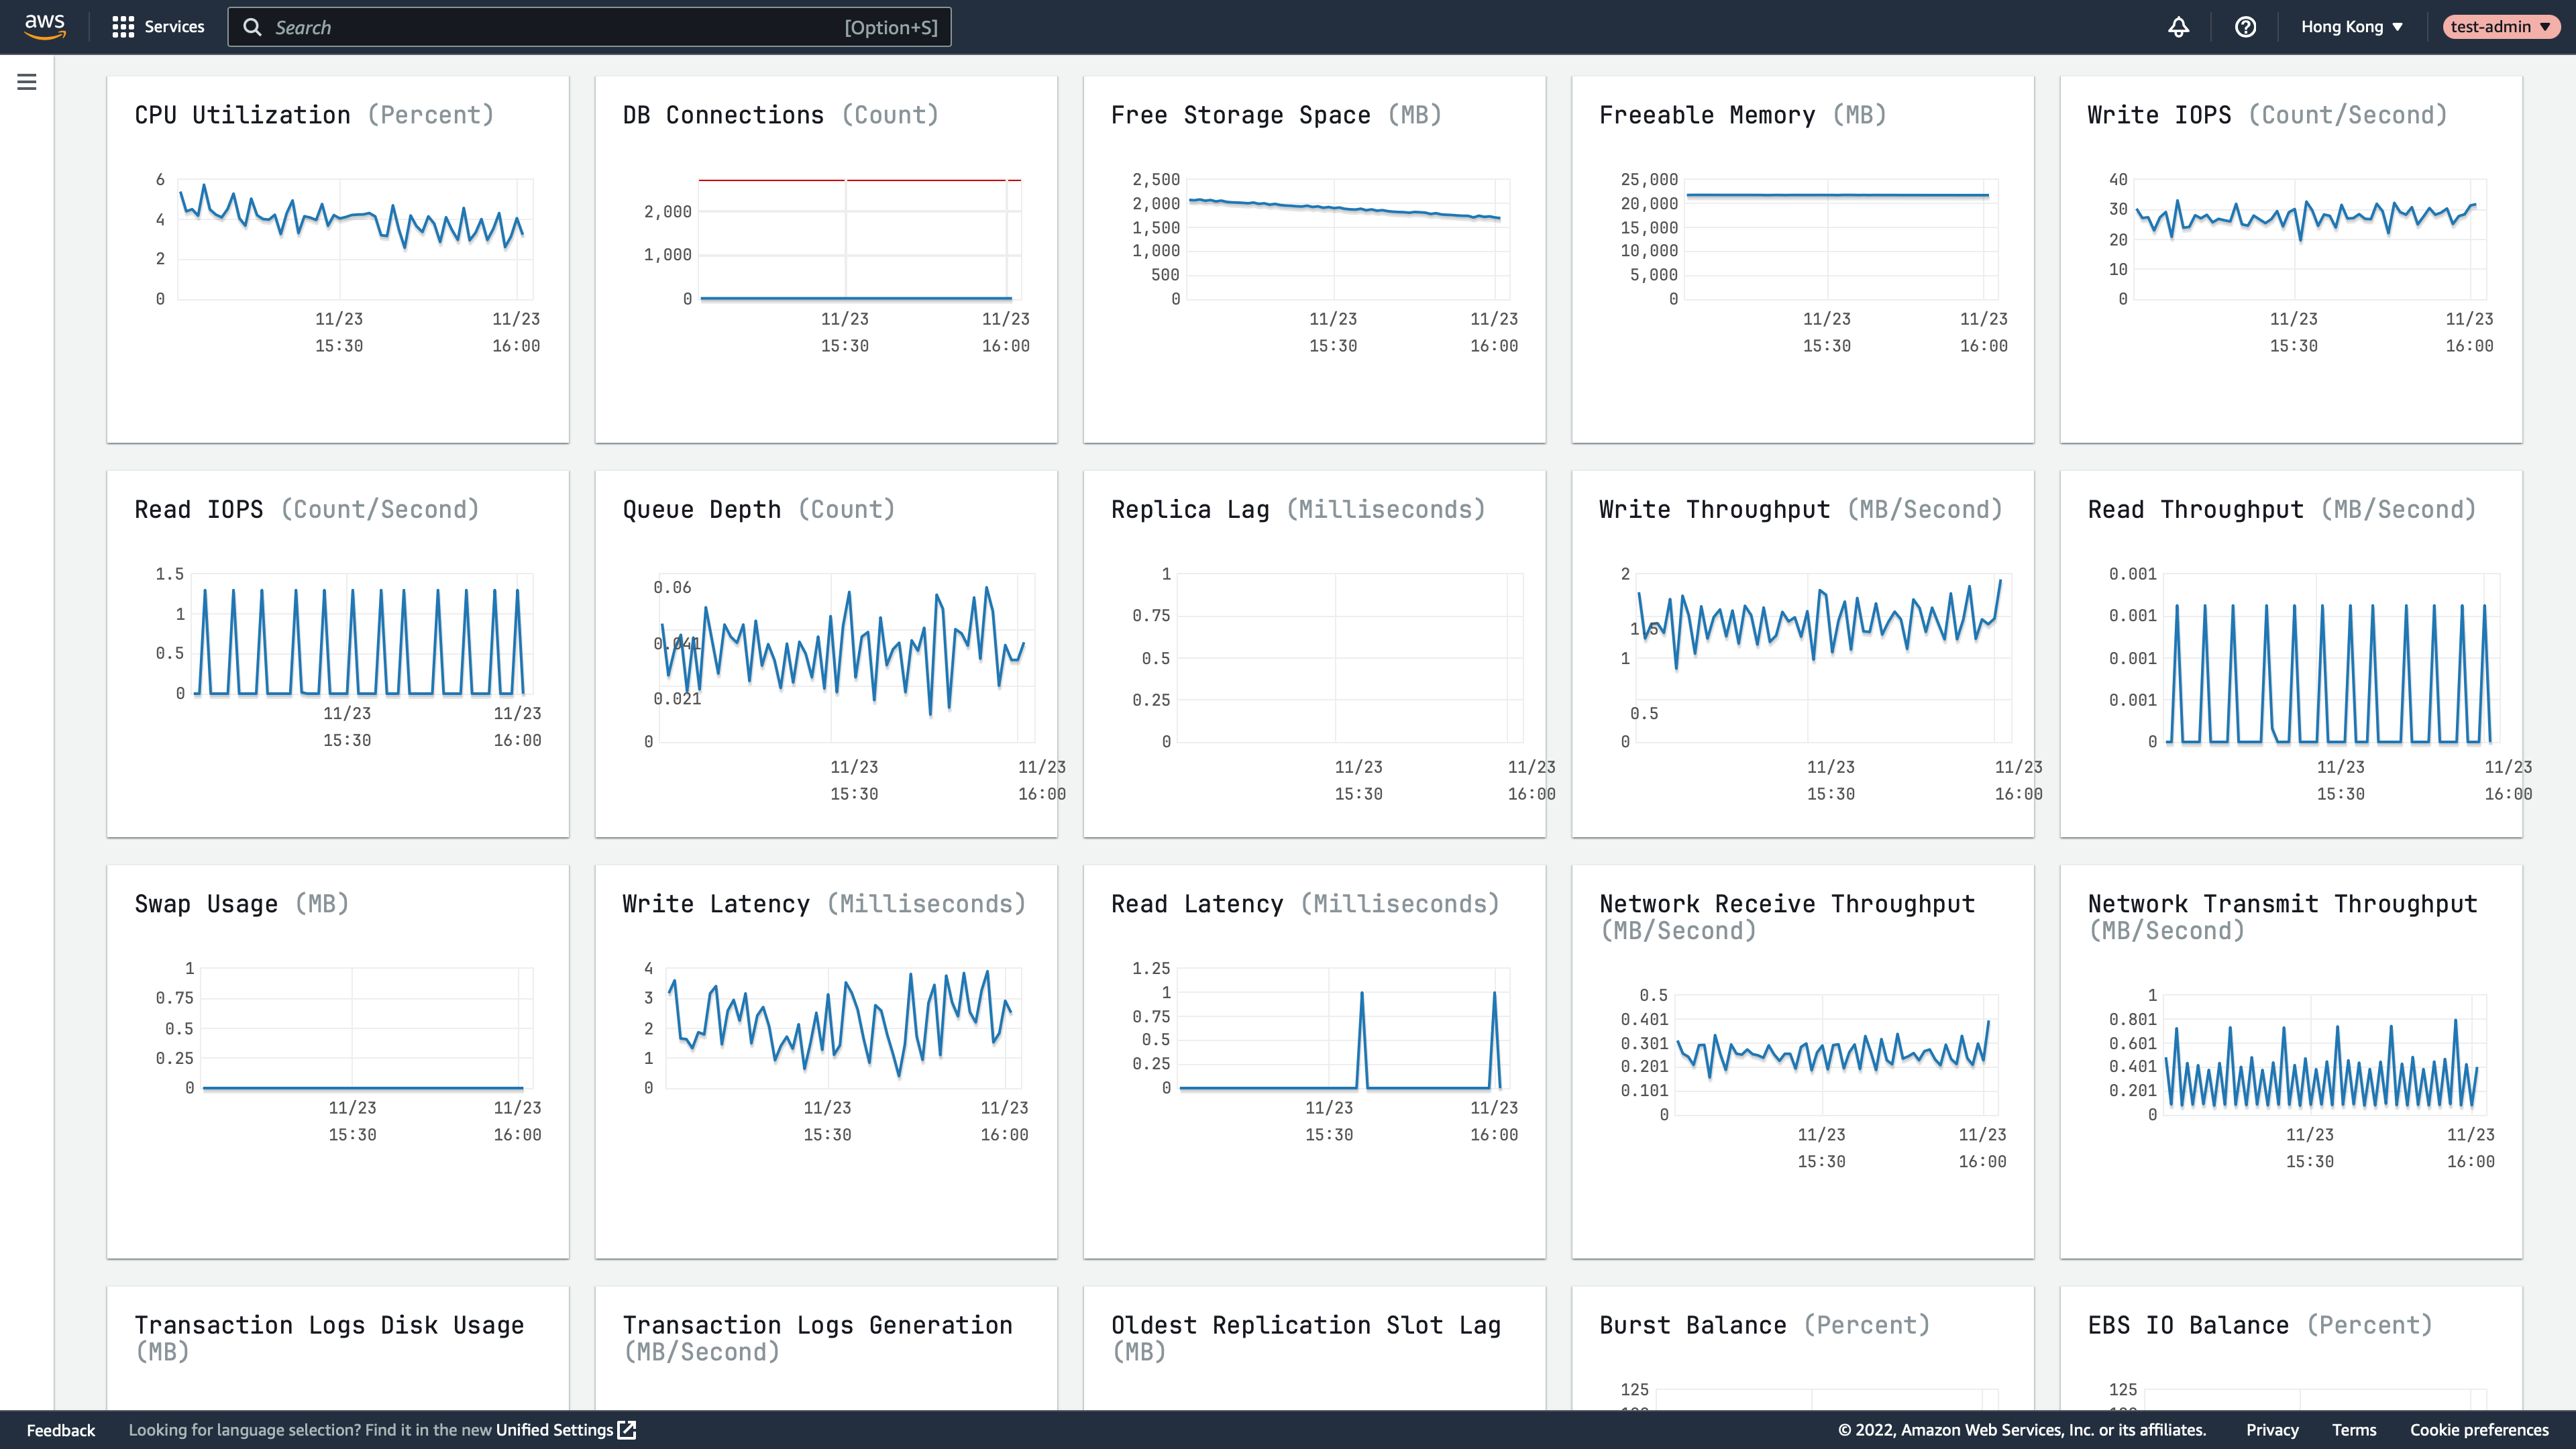 aws
Services
Search [Option+S]
Hong Kong
test-admin
CPU Utilization (Percent)
6
4
2
0
11/23 11/23
15:30 16:00
DB Connections (Count)
2,000
1,000
0
11/23 11/23
15:30 16:00
Free Storage Space (MB)
2,500
2,000
1,500
1,000
500
0
11/23 11/23
15:30 16:00
Freeable Memory (MB)
25,000
20,000
15,000
10,000
5,000
0
11/23 11/23
15:30 16:00
Write IOPS (Count/Second)
40
30
20
10
0
11/23 11/23
15:30 16:00
Read IOPS (Count/Second)
1.5
1
0.5
0
11/23 11/23
15:30 16:00
Queue Depth (Count)
0.06
0.041
0.021
0
11/23 11/23
15:30 16:00
Replica Lag (Milliseconds)
1
0.75
0.5
0.25
0
11/23 11/23
15:30 16:00
Write Throughput (MB/Second)
2
1.5
1
0.5
0
11/23 11/23
15:30 16:00
Read Throughput (MB/Second)
0.001
0.001
0.001
0.001
0
11/23 11/23
15:30 16:00
Swap Usage (MB)
1
0.75
0.5
0.25
0
11/23 11/23
15:30 16:00
Write Latency (Milliseconds)
4
3
2
1
0
11/23 11/23
15:30 16:00
Read Latency (Milliseconds)
1.25
1
0.75
0.5
0.25
0
11/23 11/23
15:30 16:00
Network Receive Throughput
(MB/Second)
0.5
0.401
0.301
0.201
0.101
0
11/23 11/23
15:30 16:00
Network Transmit Throughput
(MB/Second)
1
0.801
0.601
0.401
0.201
0
11/23 11/23
15:30 16:00
Transaction Logs Disk Usage
(MB)
Transaction Logs Generation
(MB/Second)
Oldest Replication Slot Lag
(MB)
Burst Balance (Percent)
125
EBS IO Balance (Percent)
125
Feedback
Looking for language selection? Find it in the new Unified Settings
© 2022, Amazon Web Services, Inc. or its affiliates.
Privacy
Terms
Cookie preferences